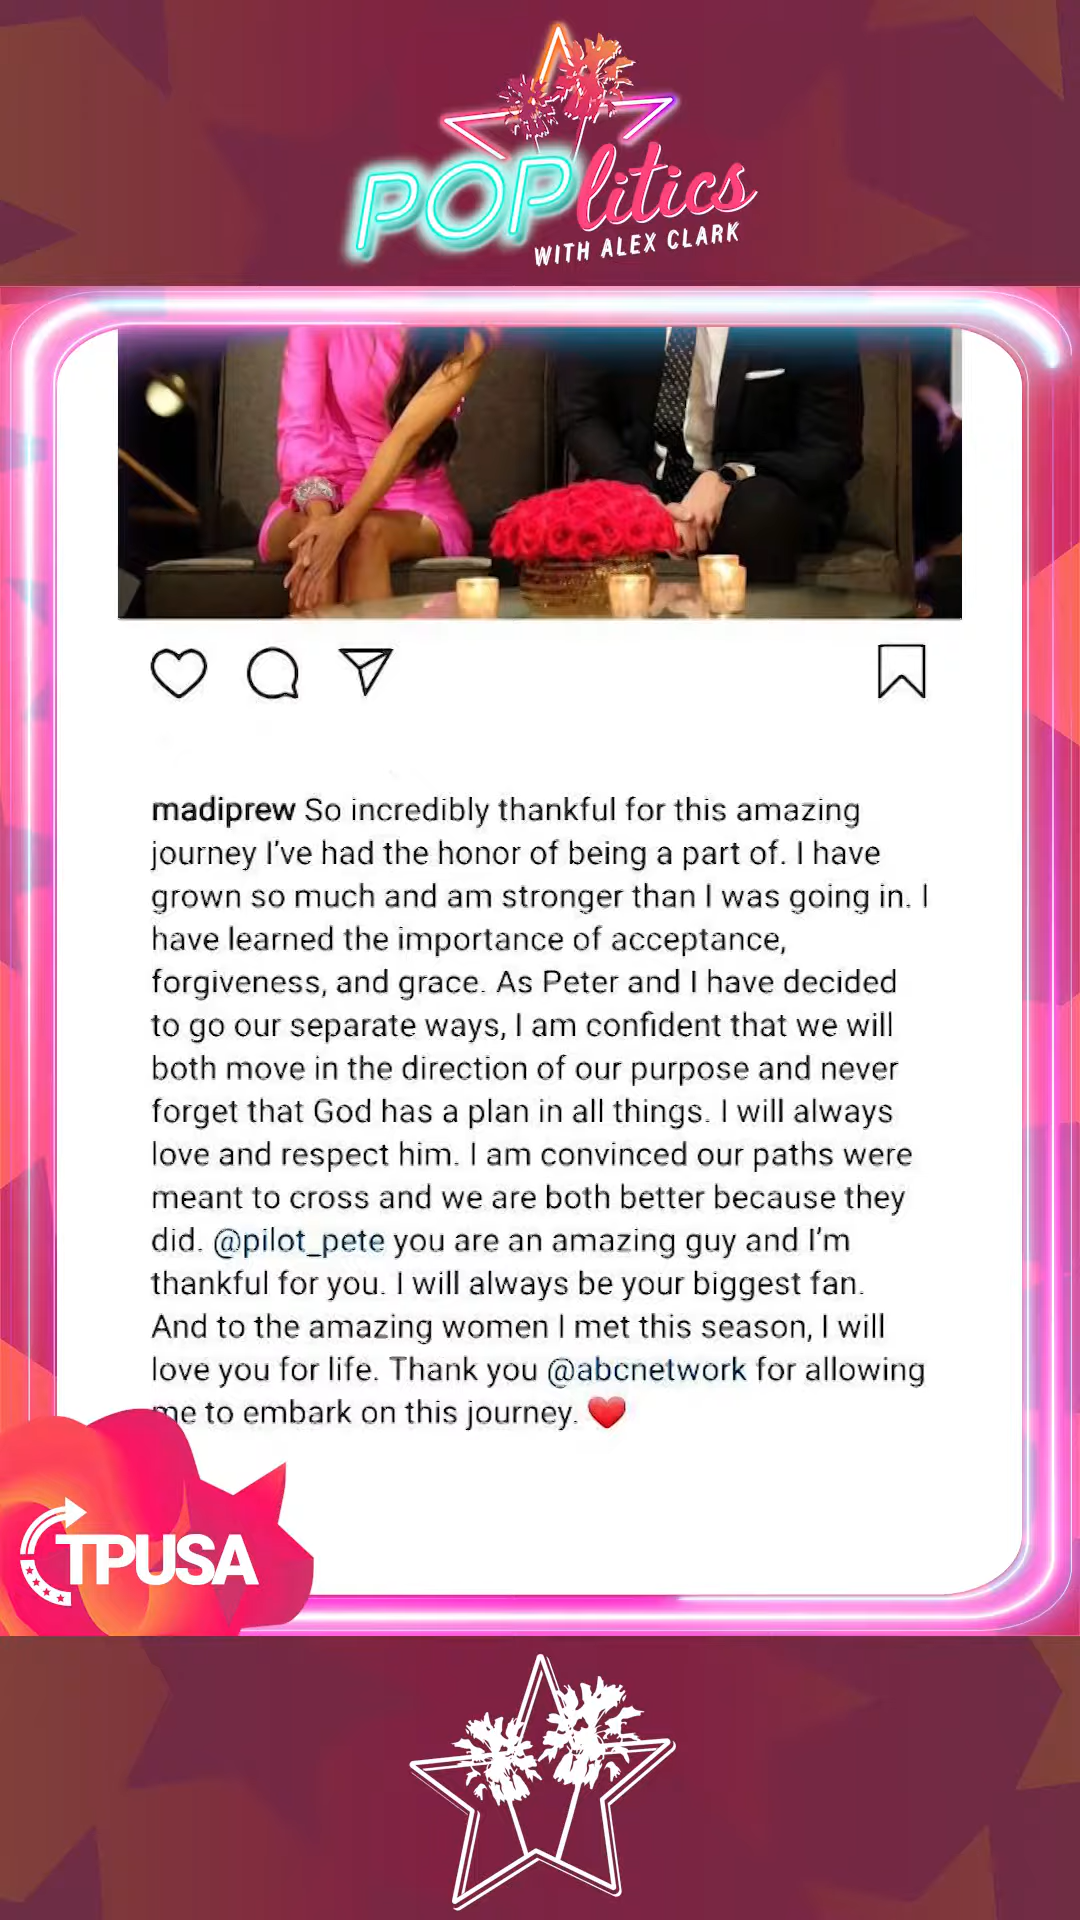 POPlitics
WITH ALEX CLARK
madiprew So incredibly thankful for this amazing
journey I've had the honor of being a part of. I have
grown so much and am stronger than I was going in. I
have learned the importance of acceptance,
forgiveness, and grace. As Peter and I have decided
to go our separate ways, I am confident that we will
both move in the direction of our purpose and never
forget that God has a plan in all things. I will always
love and respect him. I am convinced our paths were
meant to cross and we are both better because they
did. @pilot_pete you are an amazing guy and I'm
thankful for you. I will always be your biggest fan.
And to the amazing women I met this season, I will
love you for life. Thank you @abcnetwork for allowing
me to embark on this journey. ❤️
TPUSA